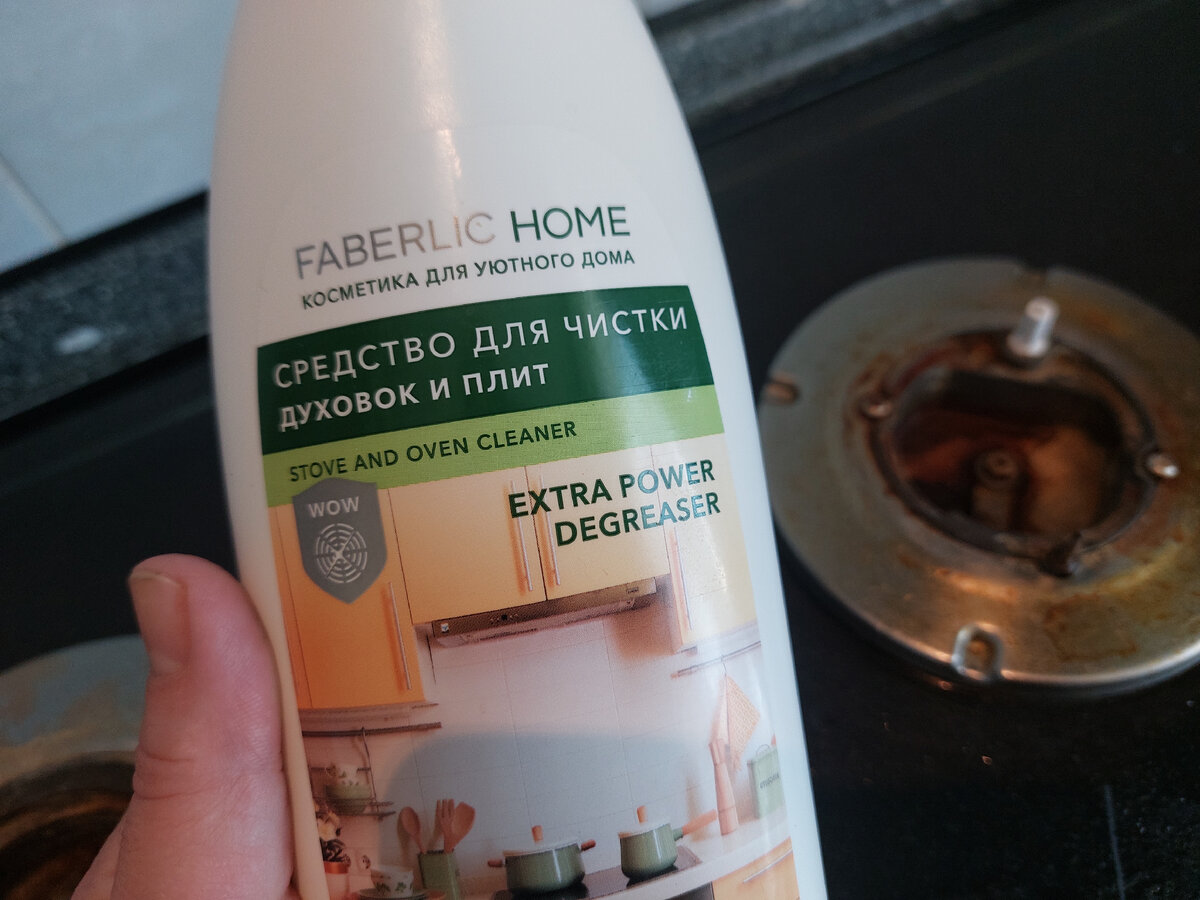 FABERLIC HOME
КОСМЕТИКА ДЛЯ УЮТНОГО ДОМА
СРЕДСТВО ДЛЯ ЧИСТКИ
ДУХОВОК И ПЛИТ
STOVE AND OVEN CLEANER
WOW
EXTRA POWER
DEGREASER